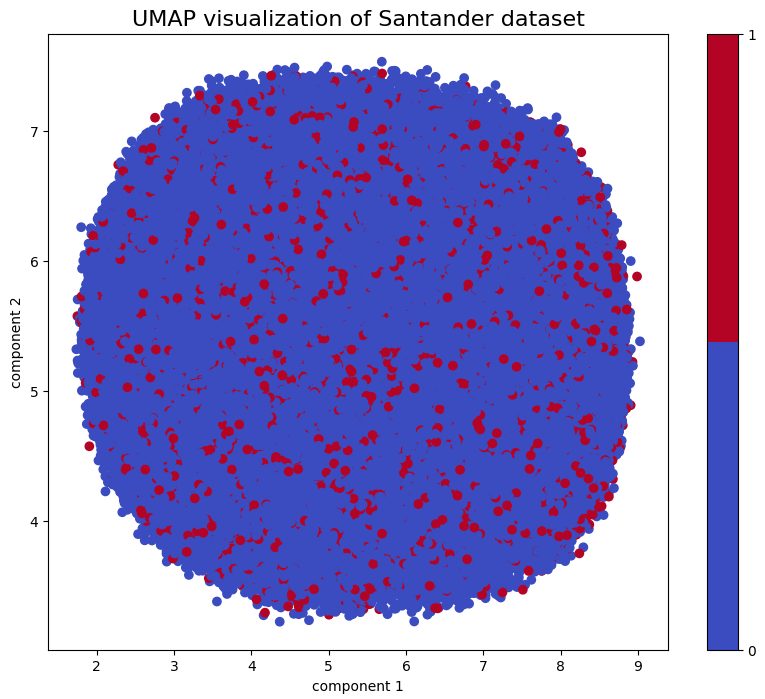 UMAP visualization of Santander dataset
1
7
6
5
4
component 2
0
2 3 4 5 6 7 8 9
component 1